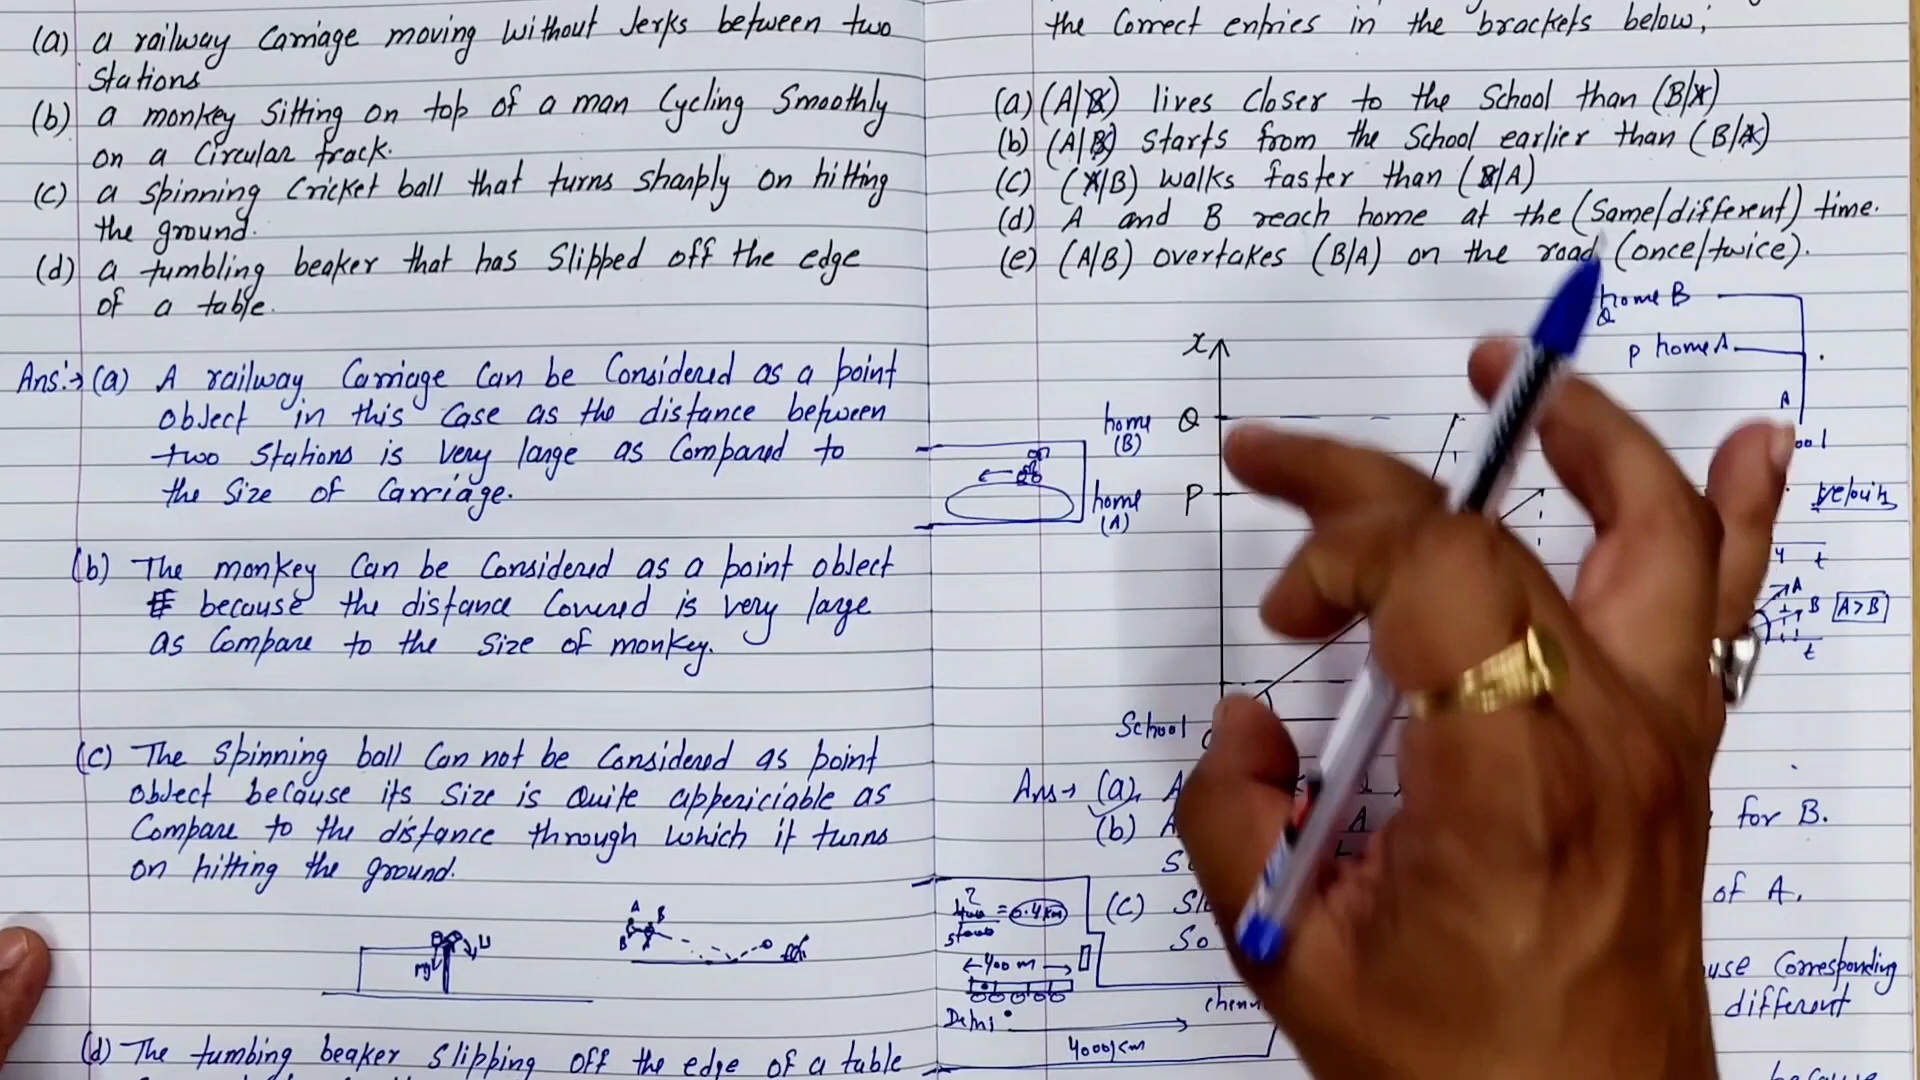 (a) a railway Carriage moving without Jerks between two
Stations
(b) a monkey Sitting on top of a man Cycling Smoothly
on a Circular track.
(c) a Spinning Cricket ball that turns Sharply on hitting
the ground.
(d) a tumbling beaker that has Slipped off the edge
of a table.
Ans:→ (a) A railway Carriage Can be Considered as a point
object in this Case as the distance between
two Stations is very large as Compared to
the Size of Carriage.
(b) The monkey Can be Considered as a point object
because the distance Covered is very large
as Compare to the Size of monkey.
(c) The Spinning ball Can not be Considered as point
object because its Size is Quite appericiable as
Compare to the distance through which it turns
on hitting the ground.
A B
B
mg
(d) The tumbing beaker Slipping off the edge of a table
the Correct entries in the brackets below;
(a) (A/B) lives Closer to the School than (B/A)
(b) (A/B) Starts from the School earlier than (B/A)
(c) (A/B) walks faster than (B/A)
(d) A and B reach home at the (Same/different) time.
(e) (A/B) overtakes (B/A) on the road (once/twice).
home B
Q
P home A
A
x
home Q
(B)
home P
(A)
t
A
B A>B
t
School
Ans→ (a) A
(b) A
for B.
(c)
So
of A.
= 0.4 km
400 m
Delhi
4000 km
Corresponding
different